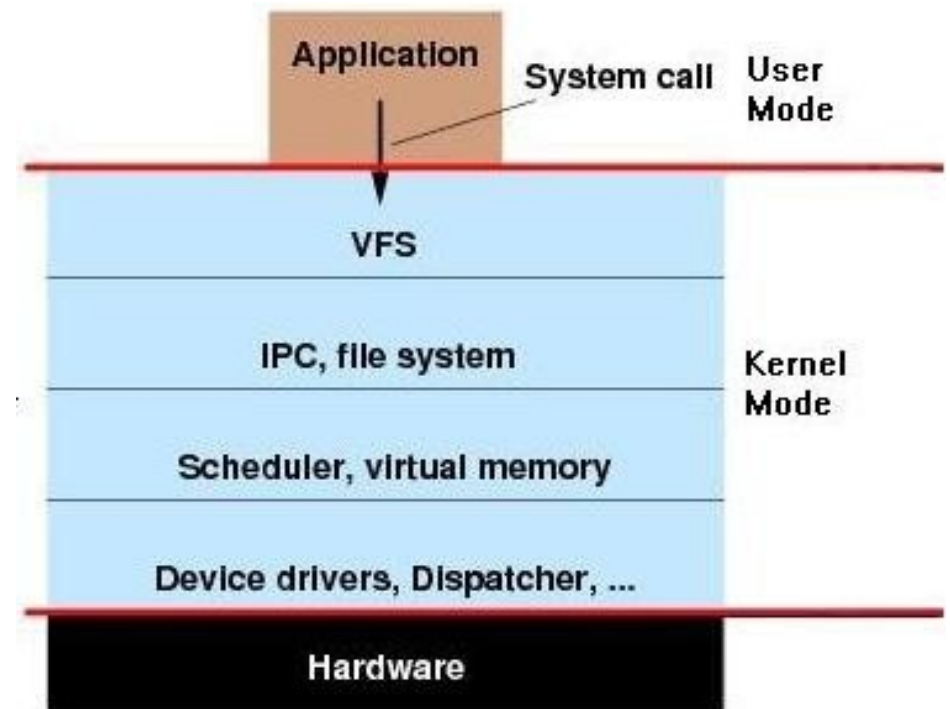 Application
System call
User
Mode
VFS
IPC, file system
Kernel
Mode
Scheduler, virtual memory
Device drivers, Dispatcher, ...
Hardware